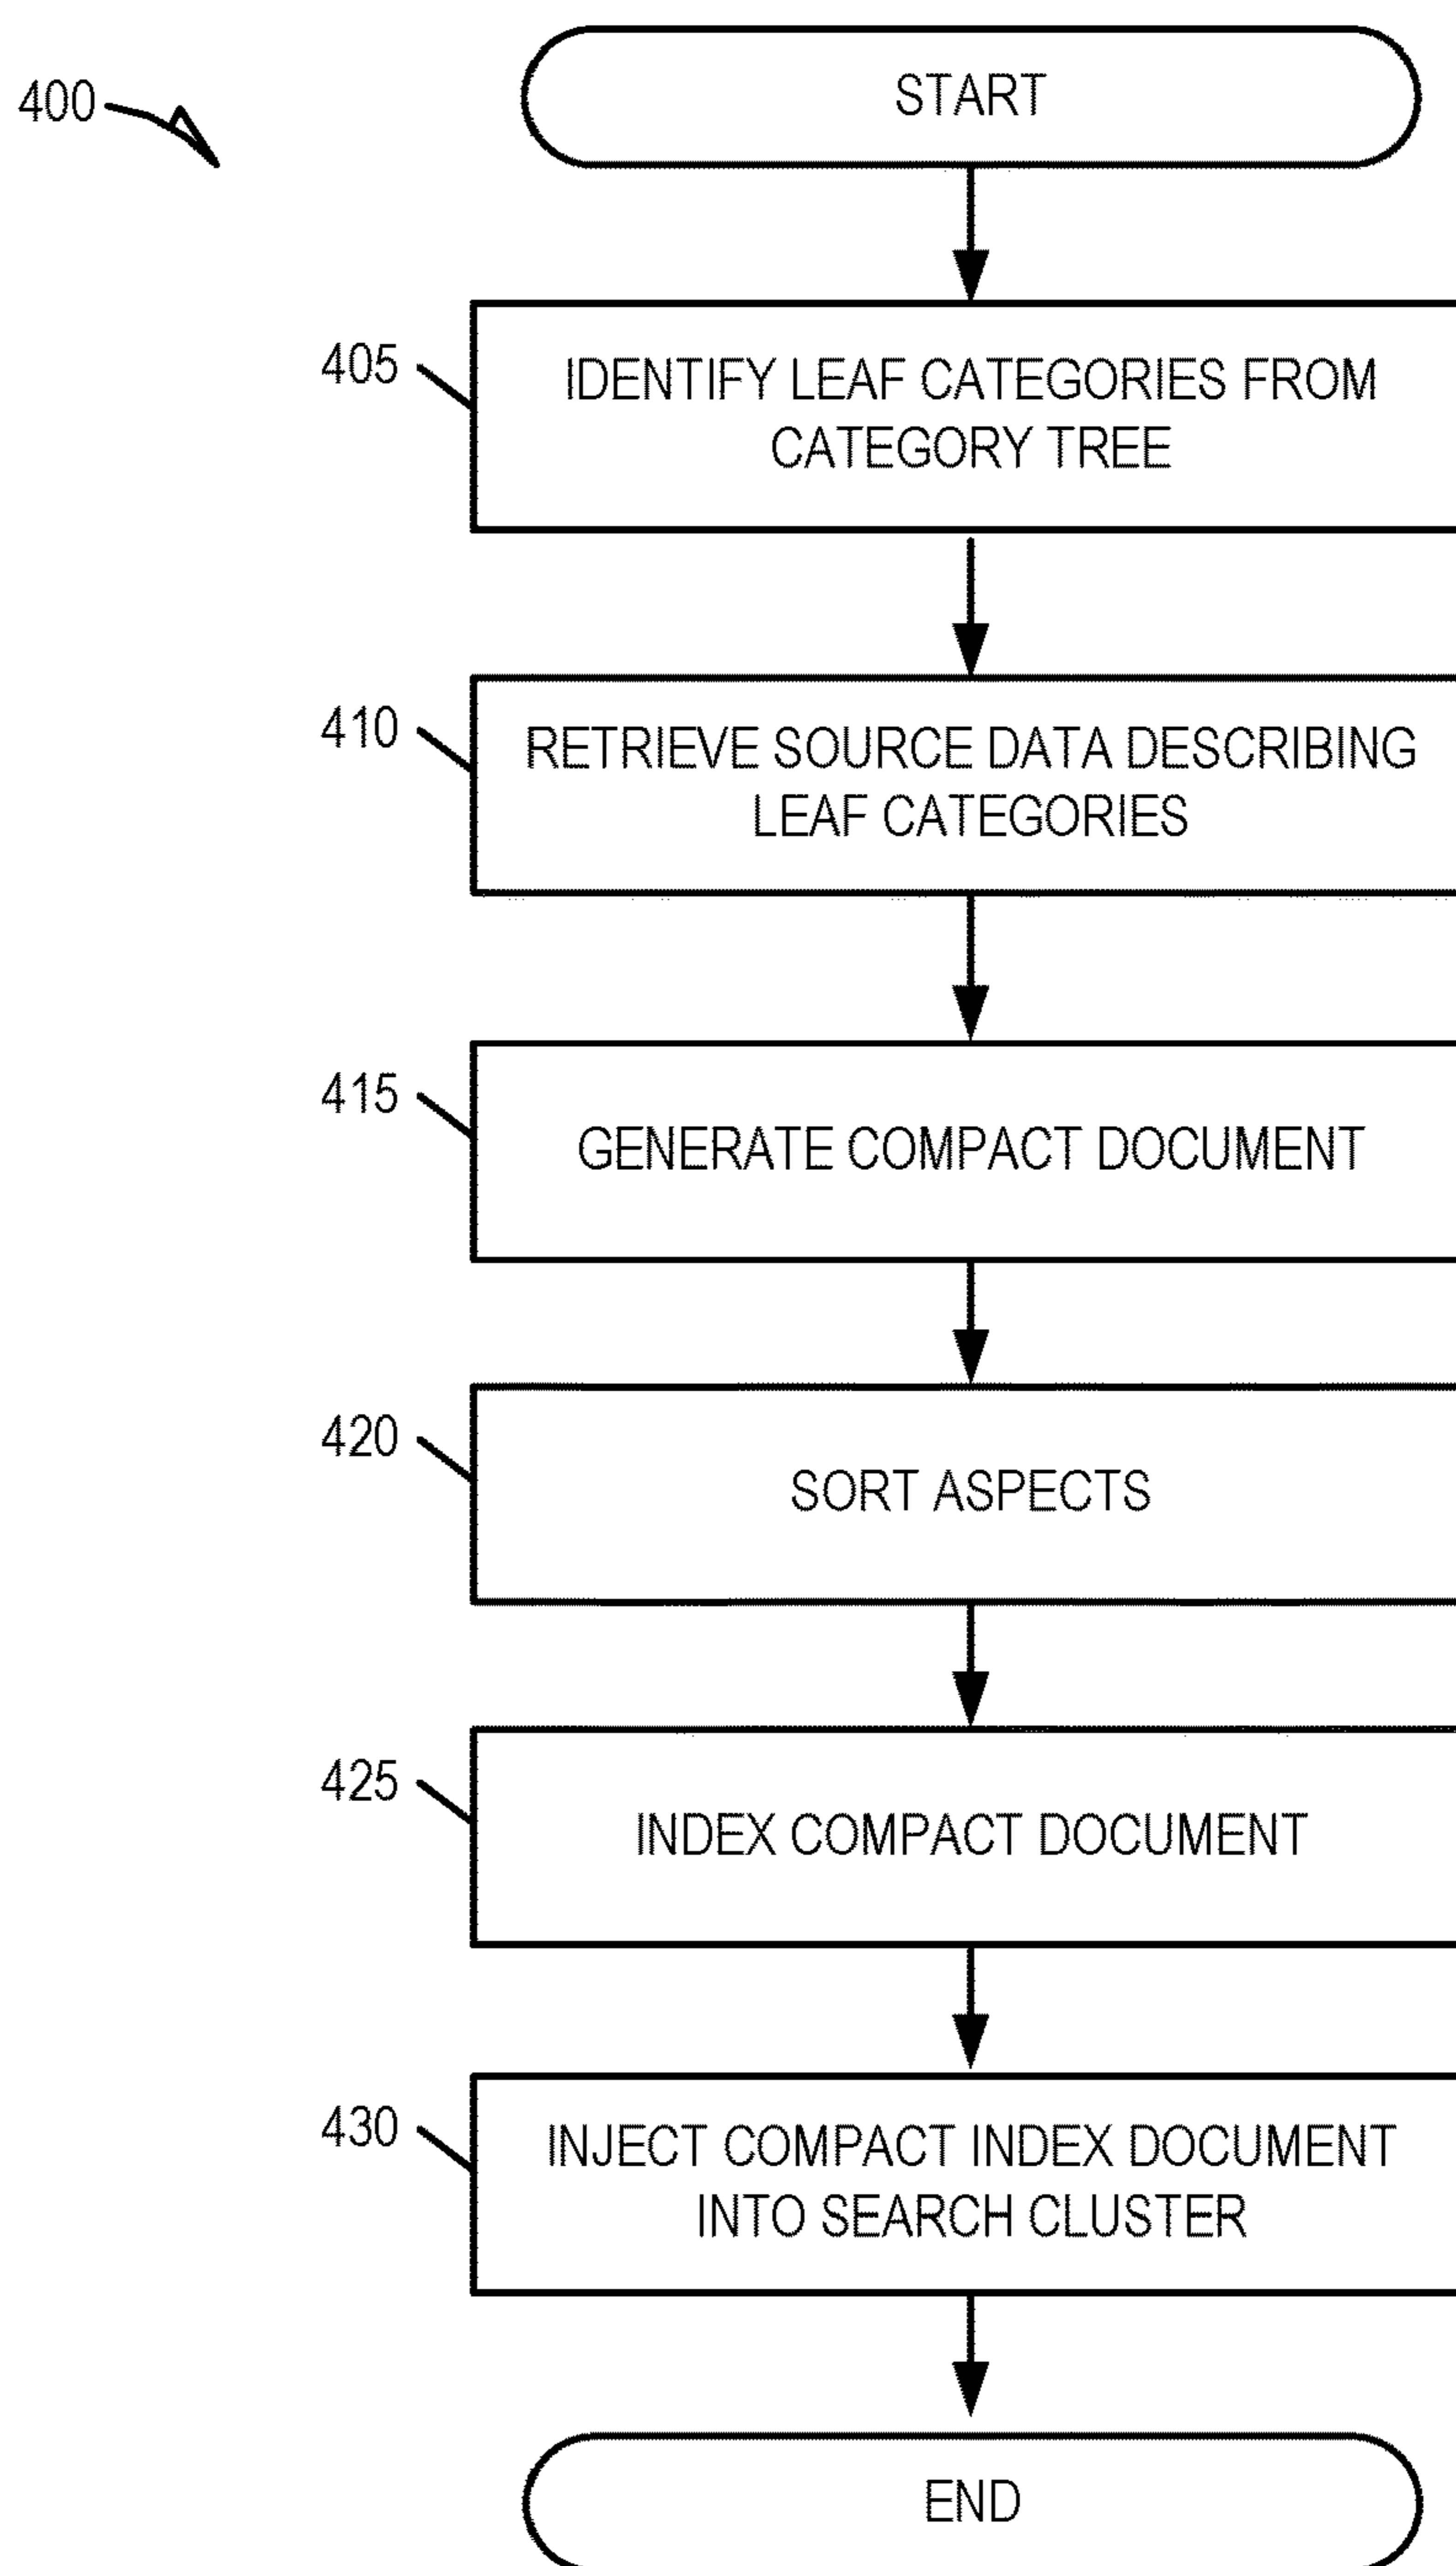 400
START
405
IDENTIFY LEAF CATEGORIES FROM
CATEGORY TREE
410
RETRIEVE SOURCE DATA DESCRIBING
LEAF CATEGORIES
415
GENERATE COMPACT DOCUMENT
420
SORT ASPECTS
425
INDEX COMPACT DOCUMENT
430
INJECT COMPACT INDEX DOCUMENT
INTO SEARCH CLUSTER
END